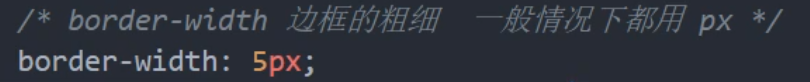 /* border-width 边框的粗细  一般情况下都用 px */
border-width: 5px;